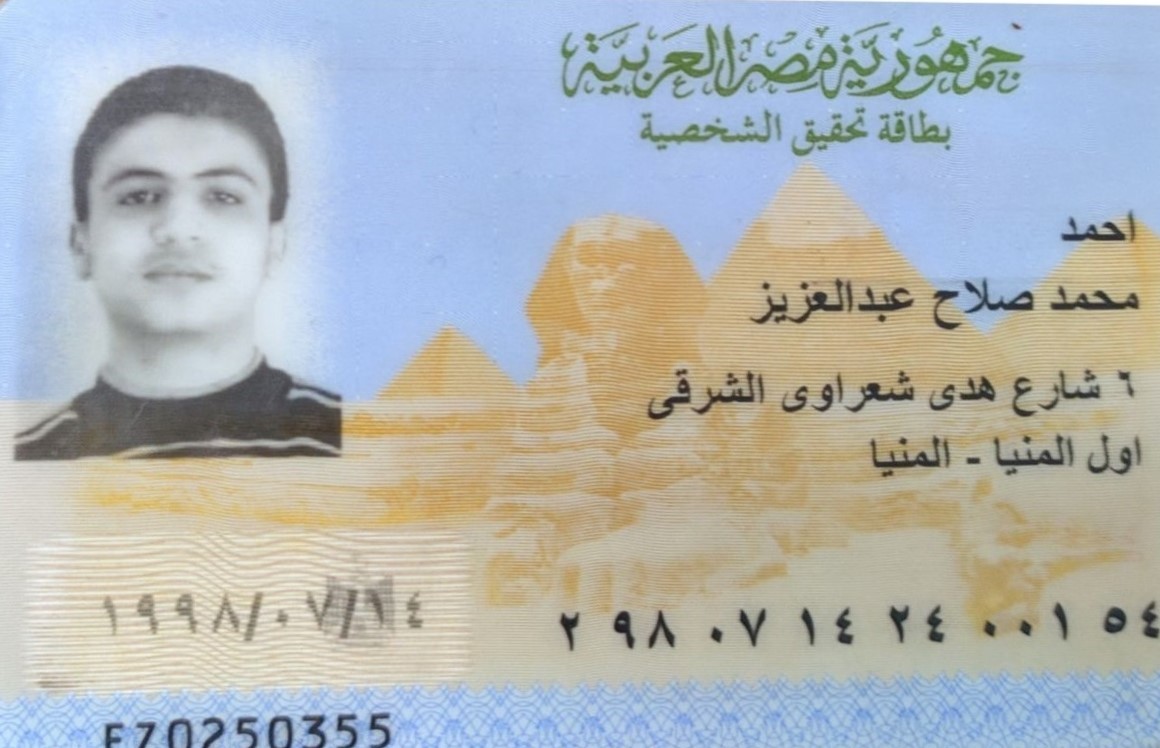 جمهورية مصر العربية
بطاقة تحقيق الشخصية
احمد
محمد صلاح عبدالعزيز
٦ شارع هدى شعراوى الشرقى
اول المنيا - المنيا
١٩٩٨/٠٧/١٤
٢ ٩٨ ٠٧ ١٤ ٢٤ ٠٠١ ٥٤
FZ0250355